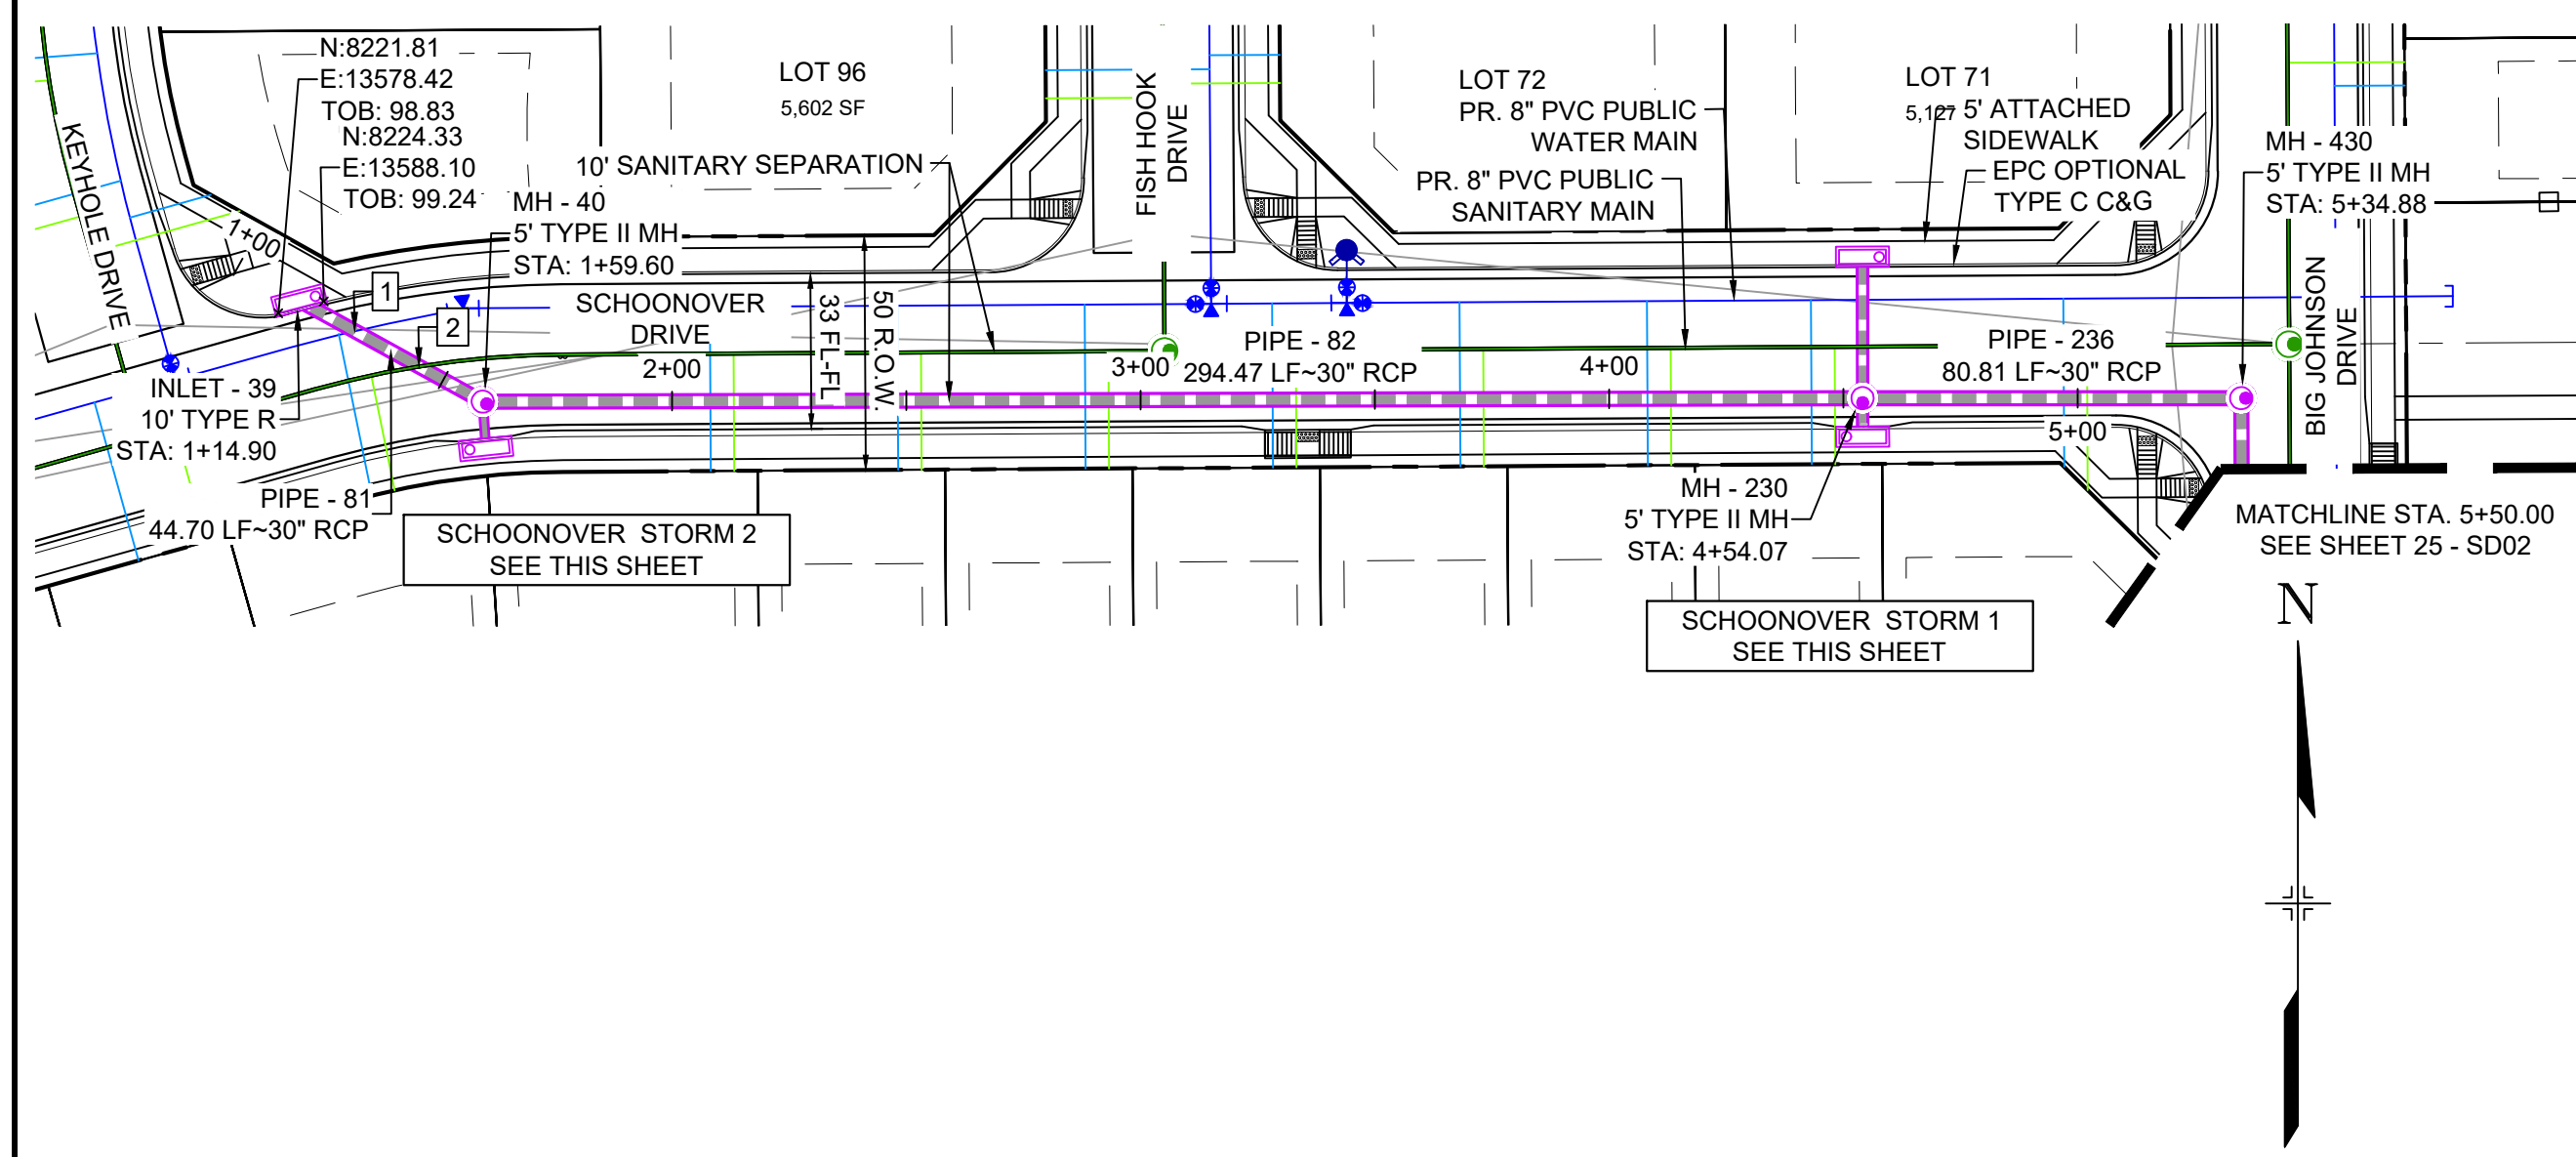 N:8221.81
E:13578.42
TOB: 98.83
N:8224.33
E:13588.10
TOB: 99.24
KEYHOLE DRIVE
1+00
LOT 96
5,602 SF
10' SANITARY SEPARATION
MH - 40
5' TYPE II MH
STA: 1+59.60
FISH HOOK
DRIVE
LOT 72
PR. 8" PVC PUBLIC
WATER MAIN
PR. 8" PVC PUBLIC
SANITARY MAIN
LOT 71
5,127
5' ATTACHED
SIDEWALK
EPC OPTIONAL
TYPE C C&G
MH - 430
5' TYPE II MH
STA: 5+34.88
1
2
SCHOONOVER
DRIVE
33 FL-FL
50 R.O.W.
2+00
3+00
PIPE - 82
294.47 LF~30" RCP
4+00
PIPE - 236
80.81 LF~30" RCP
5+00
BIG JOHNSON
DRIVE
INLET - 39
10' TYPE R
STA: 1+14.90
PIPE - 81
44.70 LF~30" RCP
SCHOONOVER STORM 2
SEE THIS SHEET
MH - 230
5' TYPE II MH
STA: 4+54.07
SCHOONOVER STORM 1
SEE THIS SHEET
MATCHLINE STA. 5+50.00
SEE SHEET 25 - SD02
N